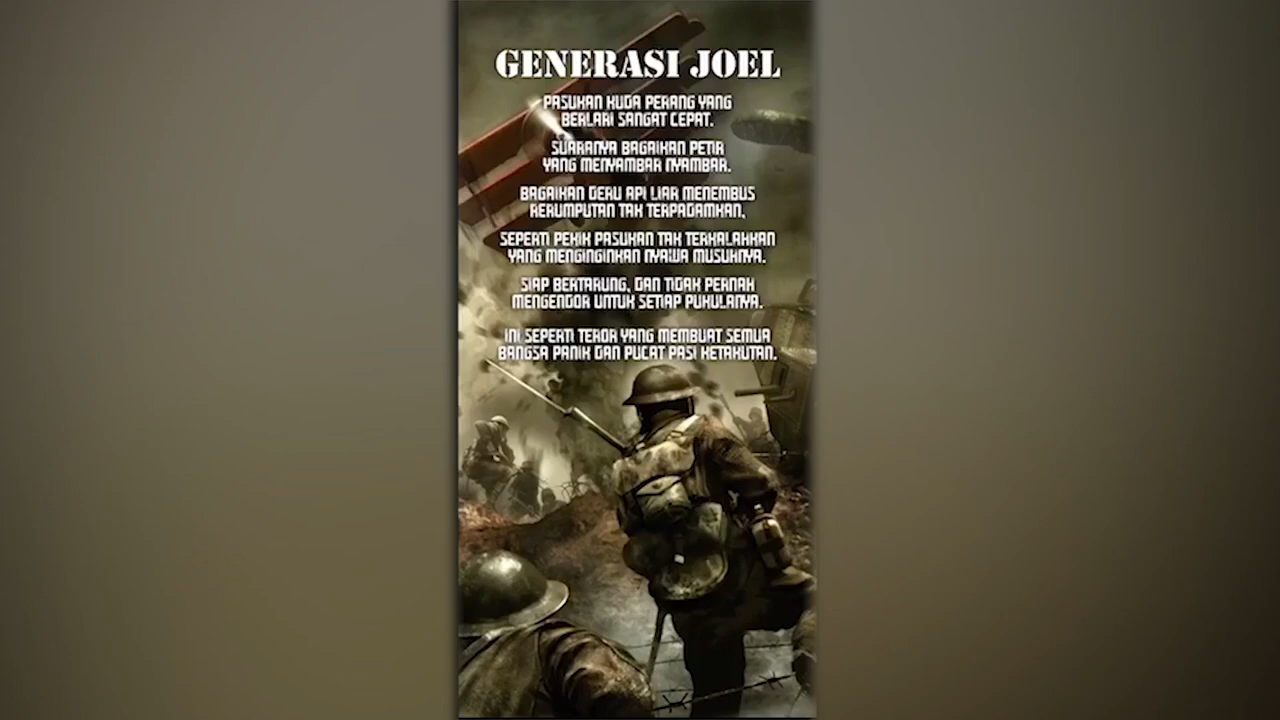 GENERASI JOEL
PASUKAN KUDA PERANG YANG
BERLARI SANGAT CEPAT.
SUARANYA BAGAIKAN PETIR
YANG MENYAMBAR NYAMBAR.
BAGAIKAN DERU API LIAR MENEMBUS
RERUMPUTAN TAK TERPADAMKAN,
SEPERTI PEKIK PASUKAN TAK TERKALAHKAN
YANG MENGINGINKAN NYAWA MUSUHNYA.
SIAP BERTARUNG, DAN TIDAK PERNAH
MENGENDOR UNTUK SETIAP PUKULANYA.
INI SEPERTI TEROR YANG MEMBUAT SEMUA
BANGSA PANIK DAN PUCAT PASI KETAKUTAN.